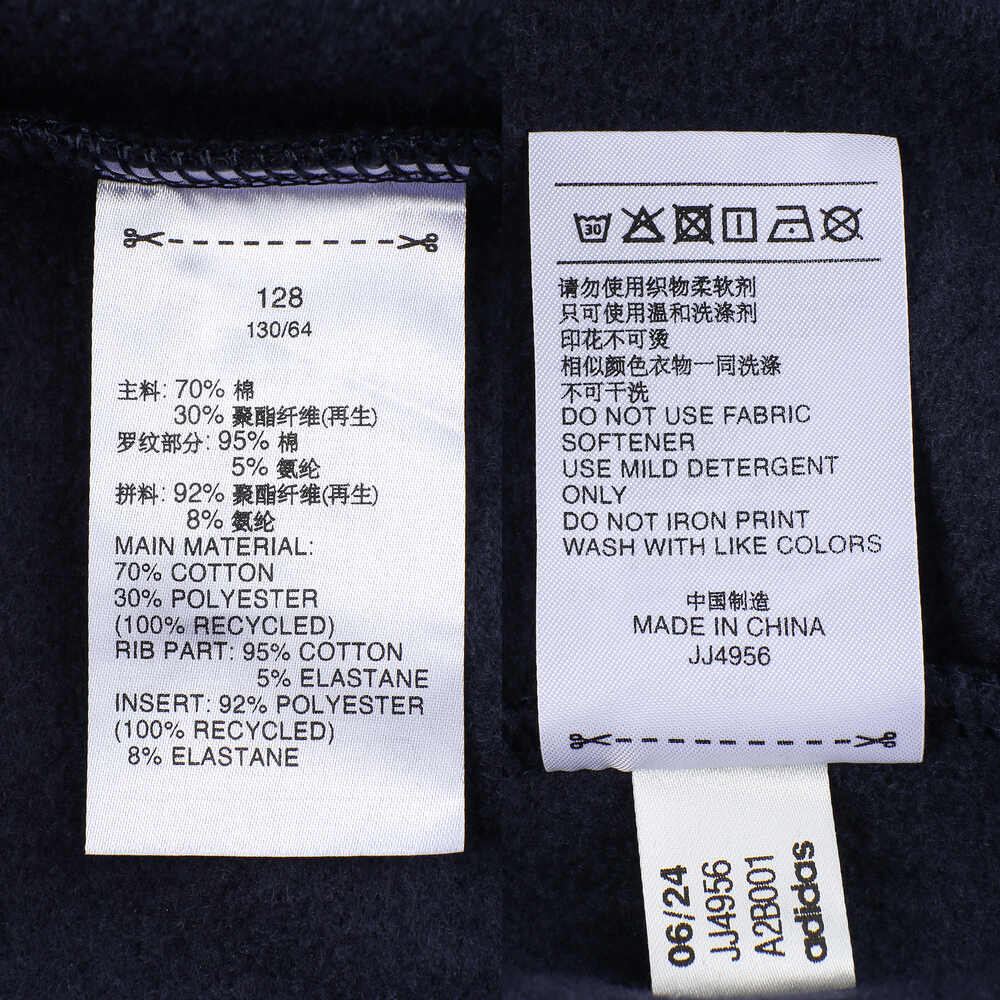 128
130/64
主料: 70% 棉
30% 聚酯纤维(再生)
罗纹部分: 95% 棉
5% 氨纶
拼料: 92% 聚酯纤维(再生)
8% 氨纶
MAIN MATERIAL:
70% COTTON
30% POLYESTER
(100% RECYCLED)
RIB PART: 95% COTTON
5% ELASTANE
INSERT: 92% POLYESTER
(100% RECYCLED)
8% ELASTANE
30
请勿使用织物柔软剂
只可使用温和洗涤剂
印花不可烫
相似颜色衣物一同洗涤
不可干洗
DO NOT USE FABRIC
SOFTENER
USE MILD DETERGENT
ONLY
DO NOT IRON PRINT
WASH WITH LIKE COLORS
中国制造
MADE IN CHINA
JJ4956
06/24
JJ4956
A2B001
adidas